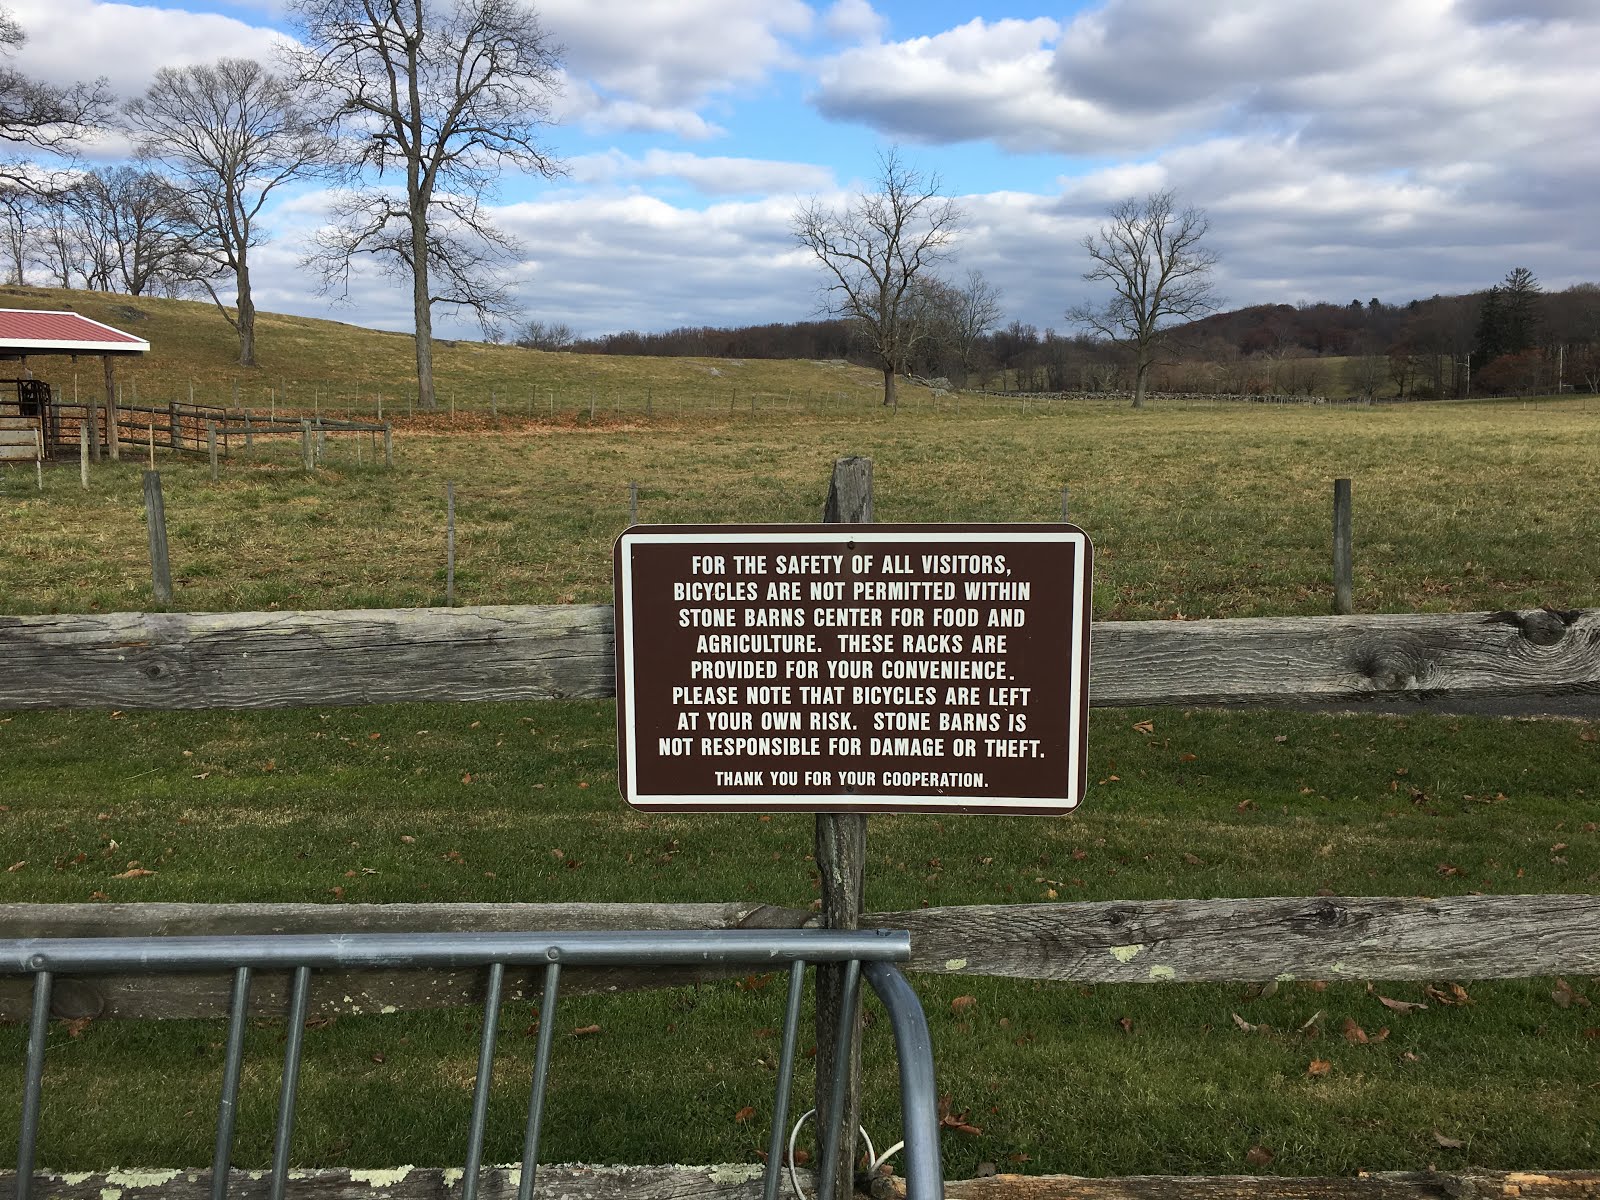 FOR THE SAFETY OF ALL VISITORS,
BICYCLES ARE NOT PERMITTED WITHIN
STONE BARNS CENTER FOR FOOD AND
AGRICULTURE. THESE RACKS ARE
PROVIDED FOR YOUR CONVENIENCE.
PLEASE NOTE THAT BICYCLES ARE LEFT
AT YOUR OWN RISK. STONE BARNS IS
NOT RESPONSIBLE FOR DAMAGE OR THEFT.
THANK YOU FOR YOUR COOPERATION.